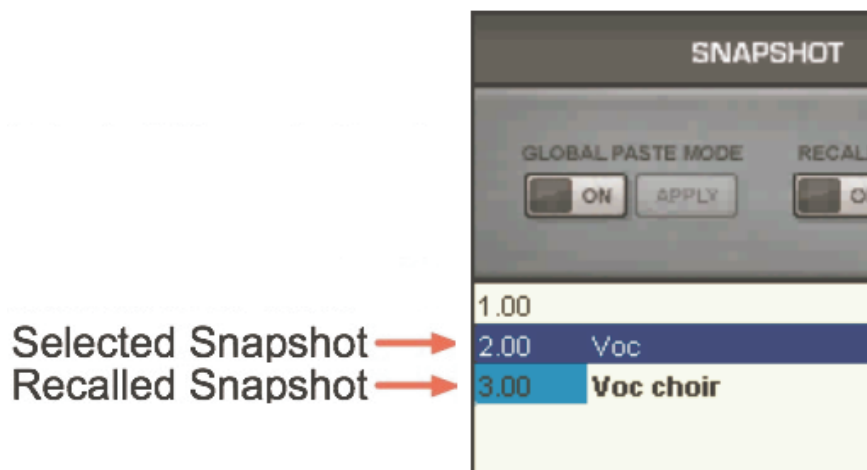 SNAPSHOT
GLOBAL PASTE MODE RECAL
ON APPLY
1.00
Selected Snapshot 2.00 Voc
Recalled Snapshot 3.00 Voc choir